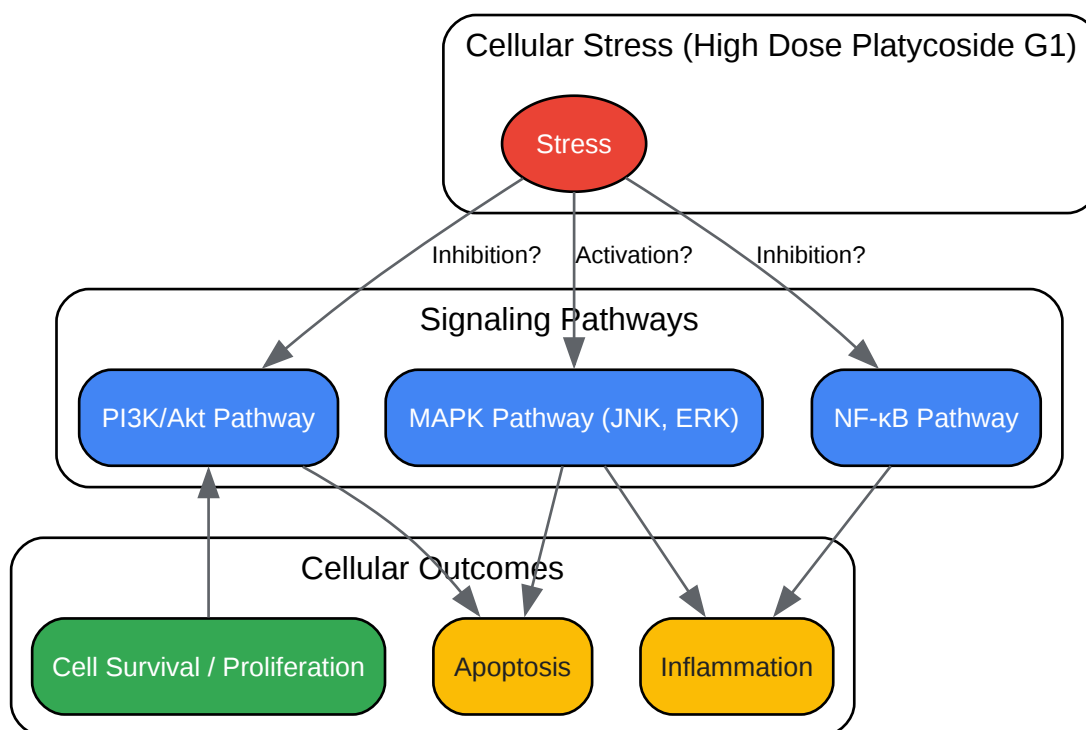 Cellular Stress (High Dose Platycoside G1)
Stress
Inhibition?
Activation?
Inhibition?
Signaling Pathways
PI3K/Akt Pathway
MAPK Pathway (JNK, ERK)
NF-κB Pathway
Cellular Outcomes
Cell Survival / Proliferation
Apoptosis
Inflammation